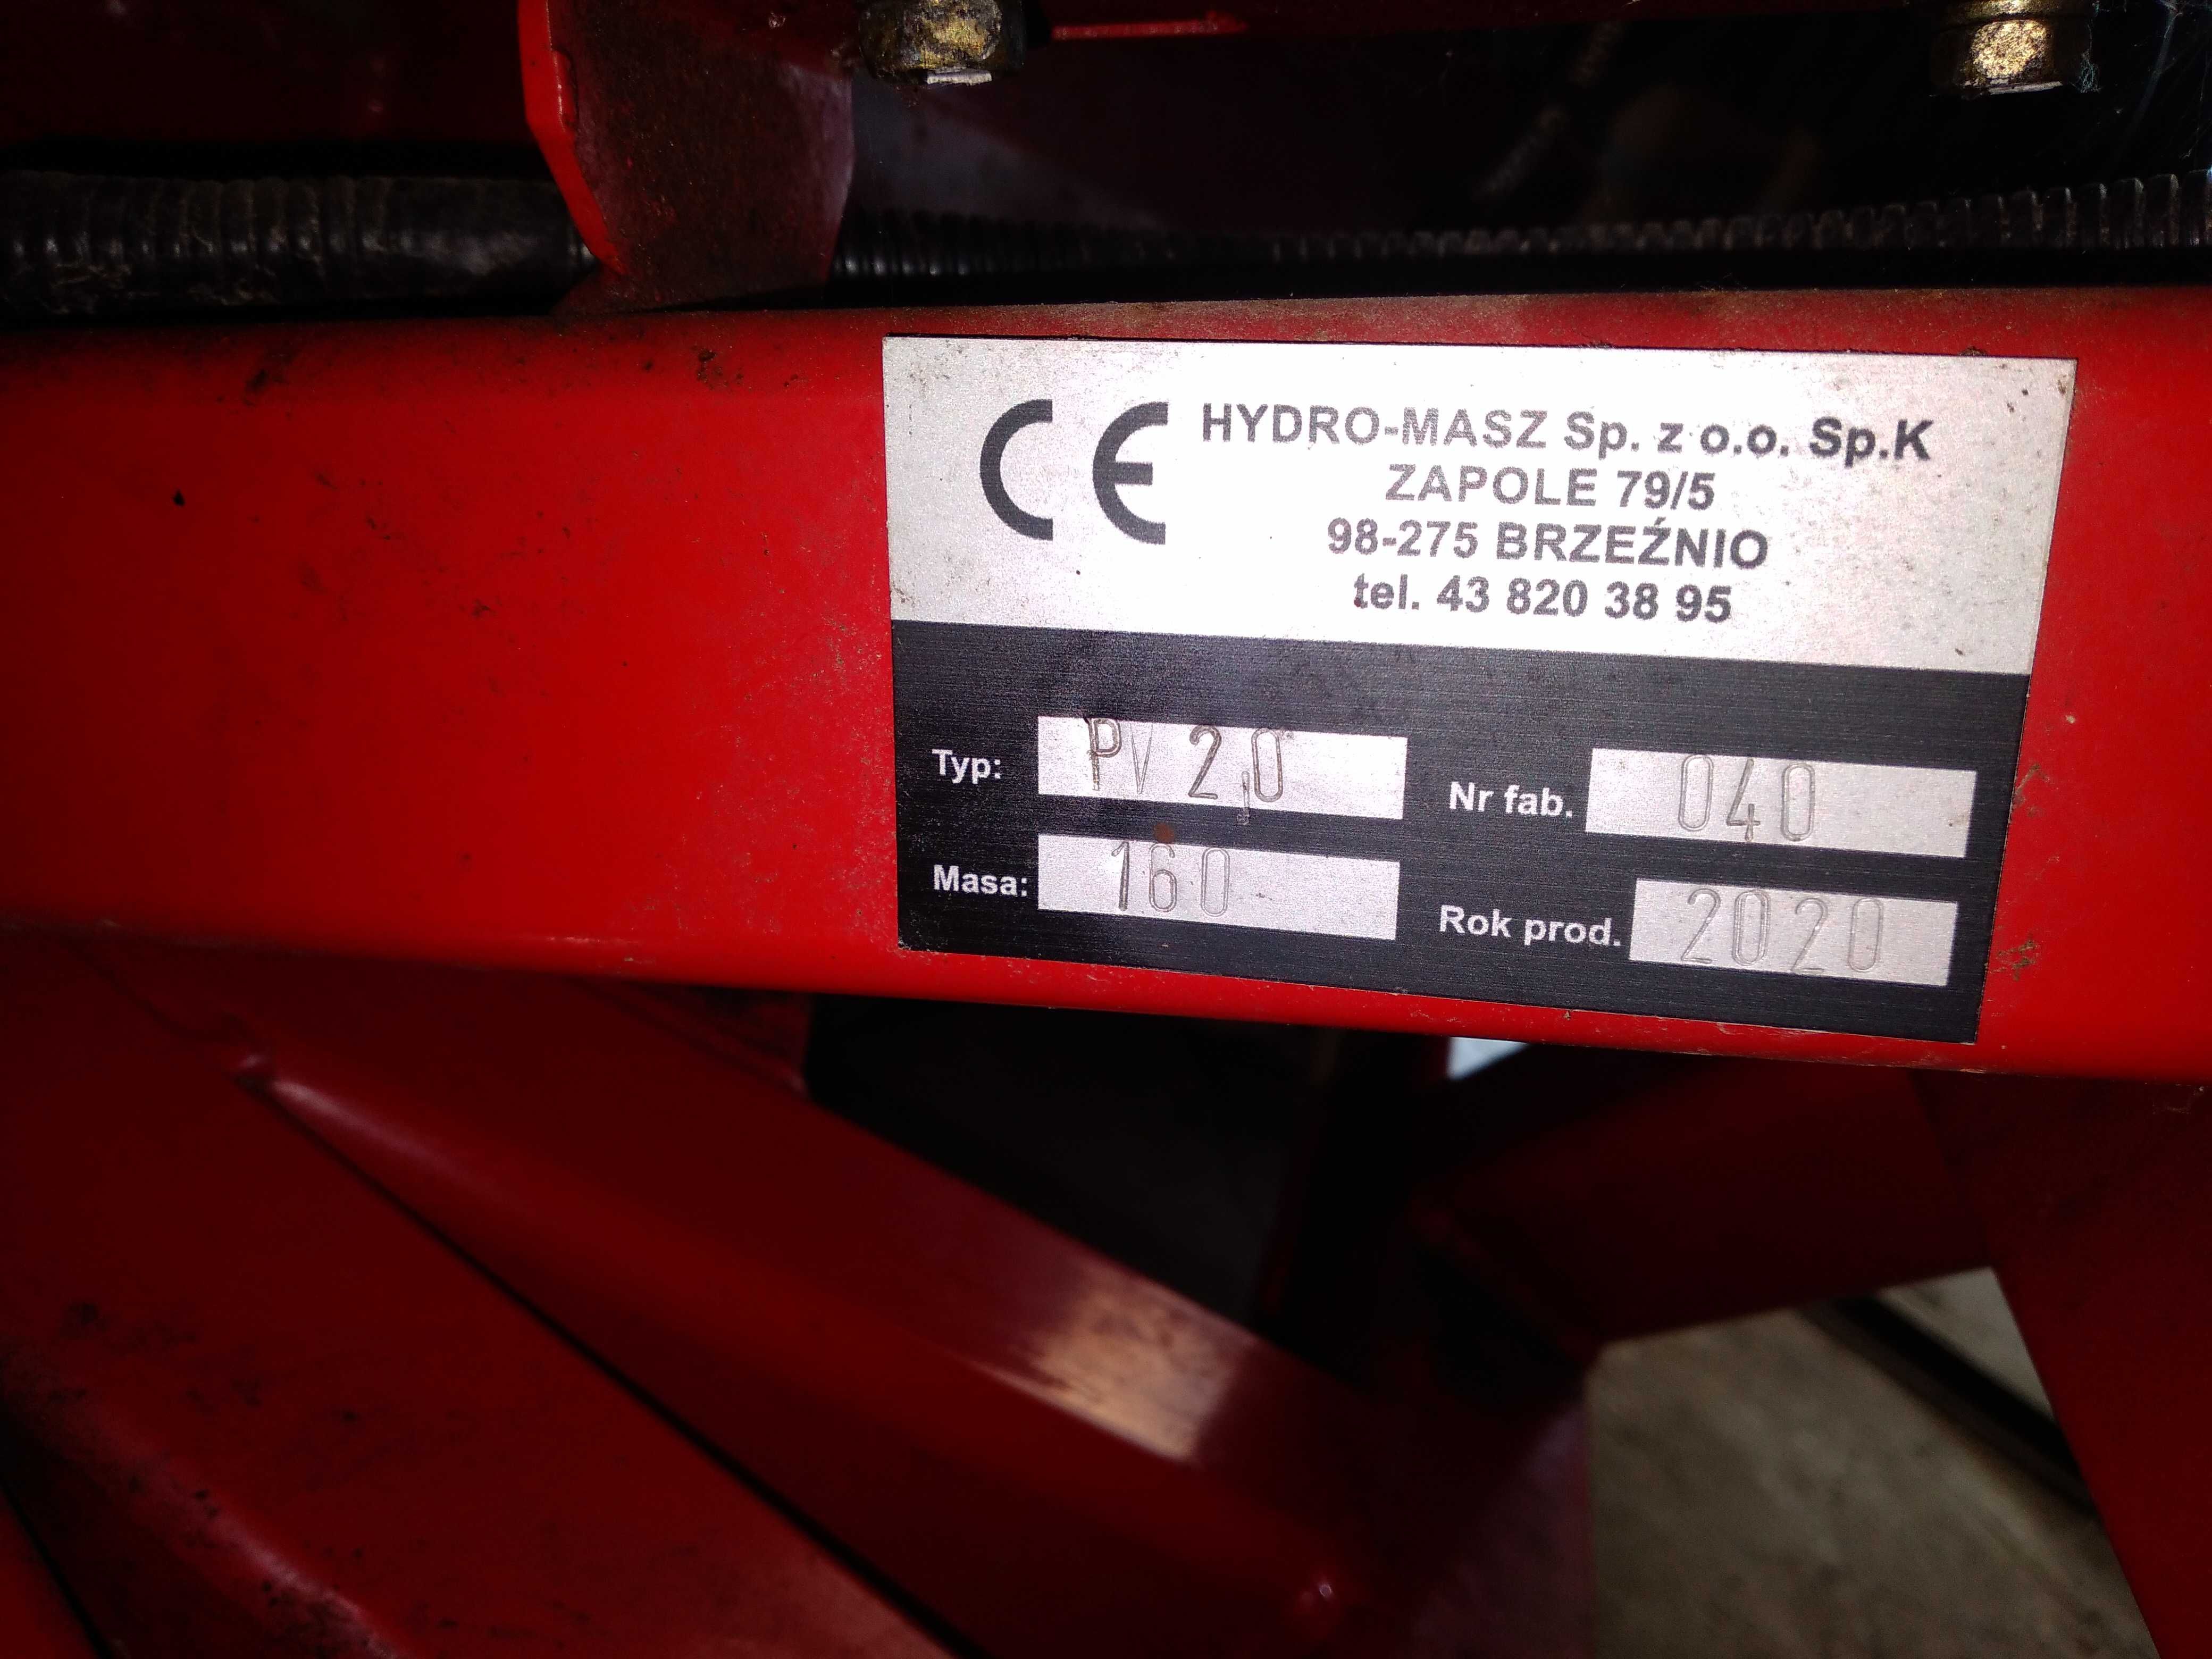 CE
HYDRO-MASZ Sp. z o.o. Sp.K
ZAPOLE 79/5
98-275 BRZEŹNIO
tel. 43 820 38 95
Typ: PV 2,0
Nr fab. 040
Masa: 160
Rok prod. 2020